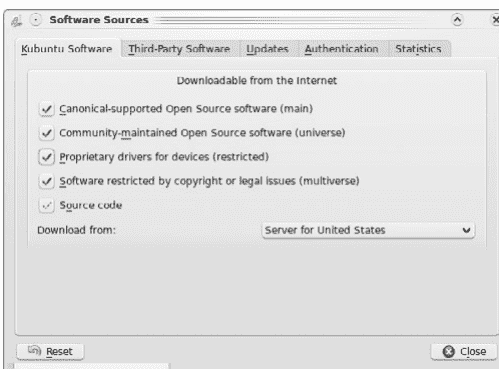 Software Sources
Kubuntu Software Third-Party Software Updates Authentication Statistics
Downloadable from the Internet
Canonical-supported Open Source software (main)
Community-maintained Open Source software (universe)
Proprietary drivers for devices (restricted)
Software restricted by copyright or legal issues (multiverse)
Source code
Download from: Server for United States
Reset Close